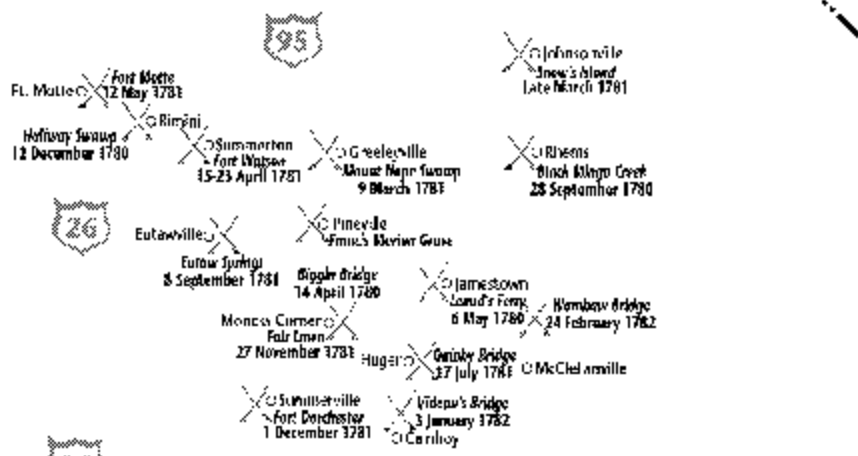 95
Johnsonville
Snow's Island
Late March 1781
Ft. Motte
Fort Motte
12 May 1781
Rimini
Halfway Swamp
12 December 1780
Summerton
Fort Watson
15-23 April 1781
Greeleyville
Mount Hope Swamp
9 March 1781
Rhems
Black Mingo Creek
28 September 1780
26
Eutawville
Eutaw Springs
8 September 1781
Pineville
Francis Marion Grave
Biggin Bridge
14 April 1780
Jamestown
Lenud's Ferry
6 May 1780
Wambaw Bridge
24 February 1782
Moncks Corner
Fair Lawn
27 November 1781
Huger
Quinby Bridge
17 July 1781
McClellanville
Summerville
Fort Dorchester
1 December 1781
Videau's Bridge
3 January 1782
Cainhoy